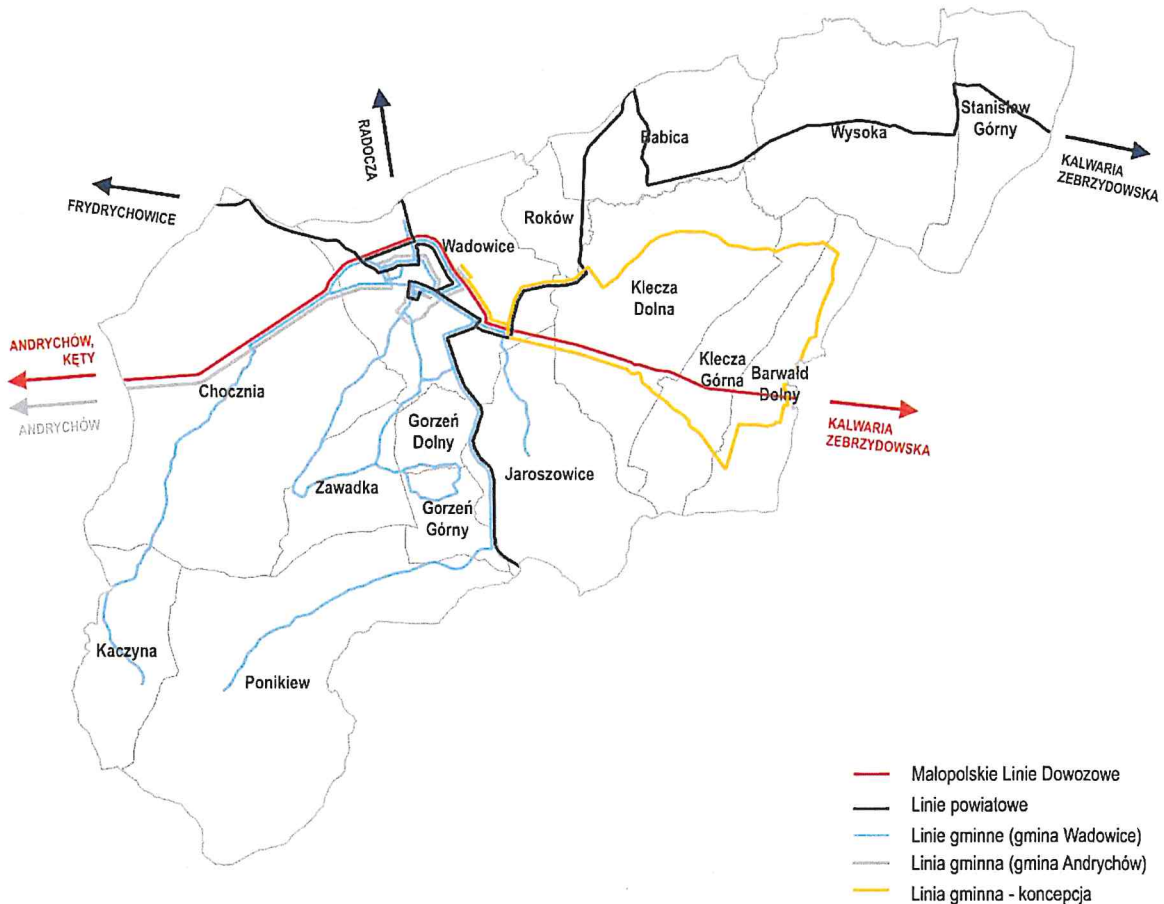 Stanisław
Górny
Babica
Wysoka
RADOCZA
KALWARIA
ZEBRZYDOWSKA
FRYDRYCHOWICE
Roków
Wadowice
Klecza
Dolna
ANDRYCHÓW,
KĘTY
Klecza
Górna
Barwałd
Dolny
Chocznia
ANDRYCHÓW
Gorzeń
Dolny
KALWARIA
ZEBRZYDOWSKA
Jaroszowice
Zawadka
Gorzeń
Górny
Kaczyna
Ponikiew
Małopolskie Linie Dowozowe
Linie powiatowe
Linie gminne (gmina Wadowice)
Linia gminna (gmina Andrychów)
Linia gminna - koncepcja